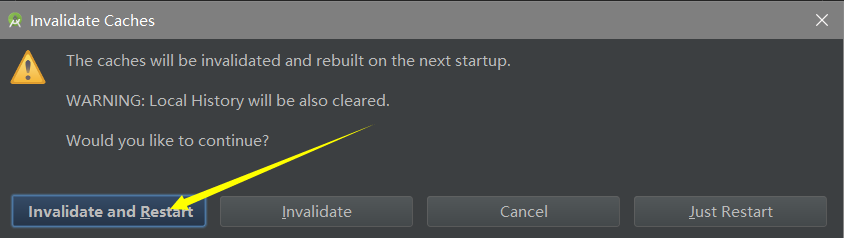 Invalidate Caches
The caches will be invalidated and rebuilt on the next startup.
WARNING: Local History will be also cleared.
Would you like to continue?
Invalidate and Restart
Invalidate
Cancel
Just Restart